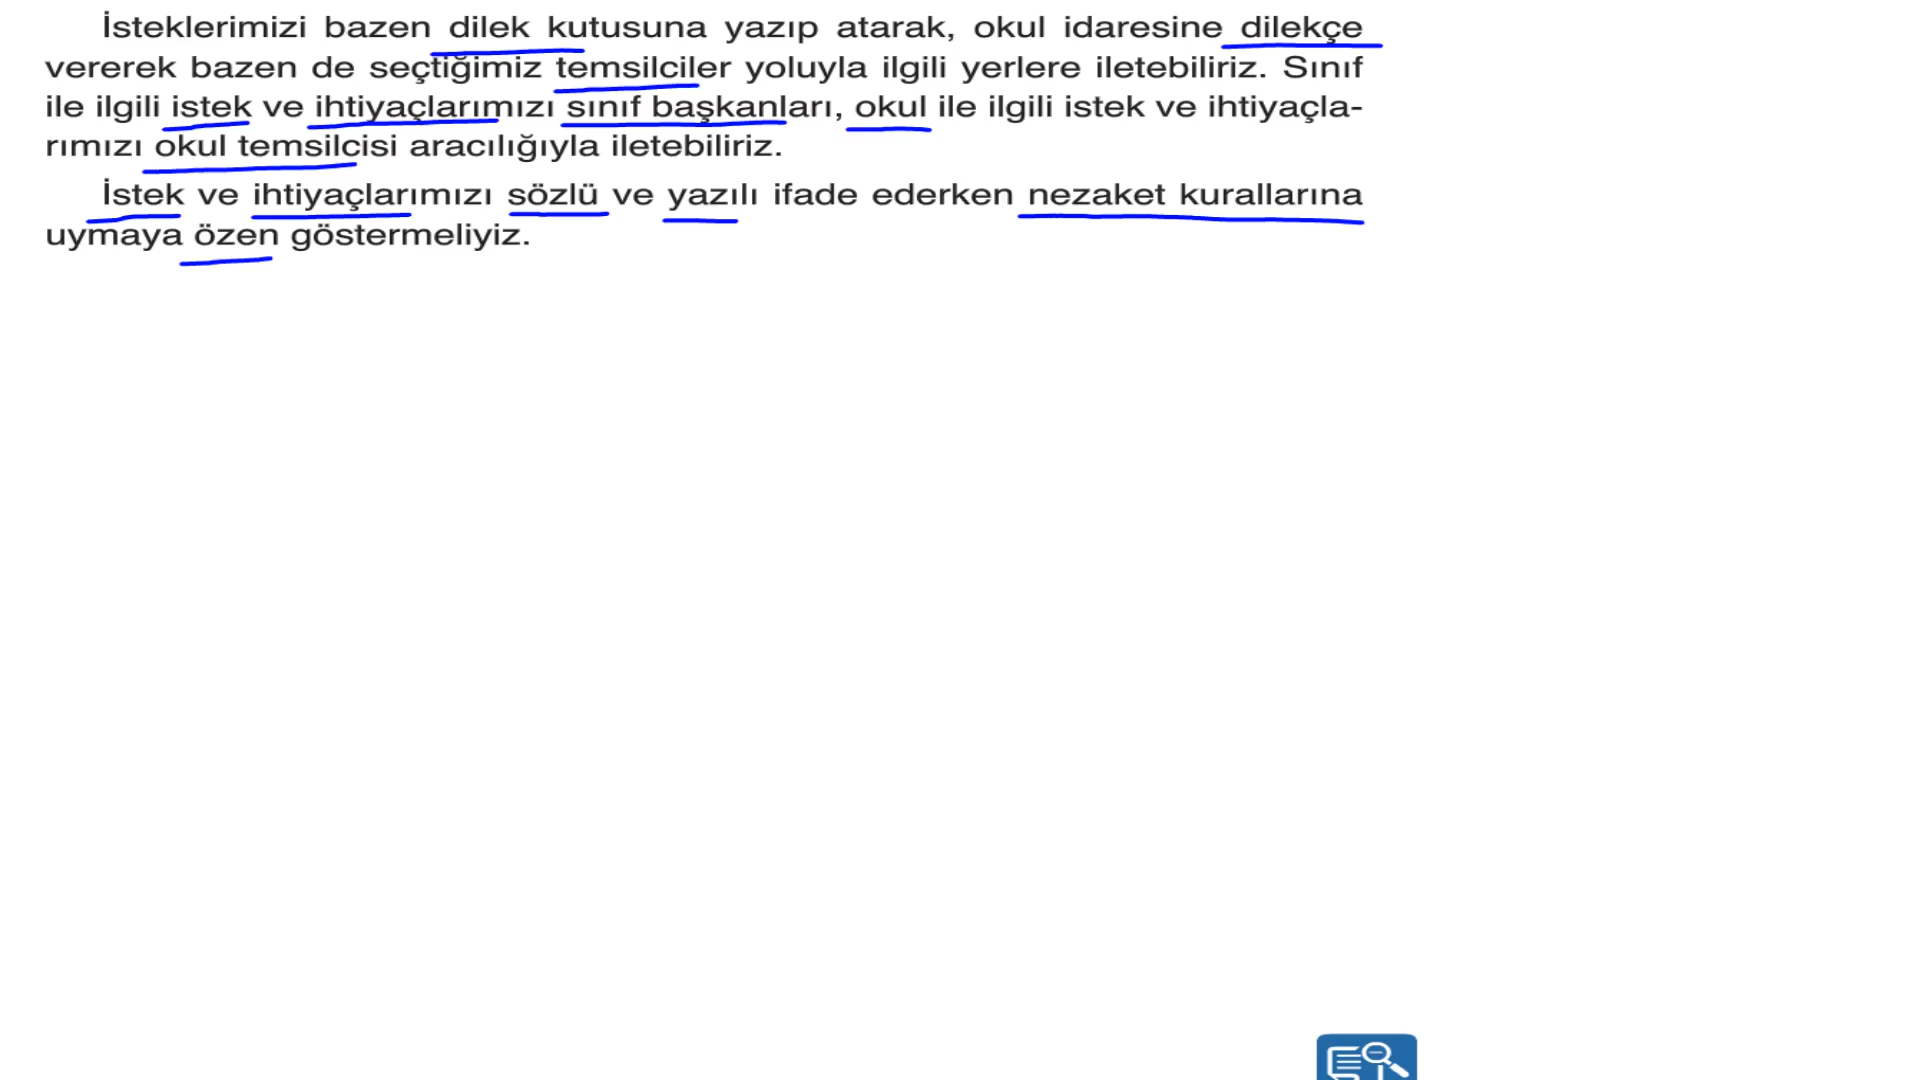 İsteklerimizi bazen dilek kutusuna yazıp atarak, okul idaresine dilekçe
vererek bazen de seçtiğimiz temsilciler yoluyla ilgili yerlere iletebiliriz. Sınıf
ile ilgili istek ve ihtiyaçlarımızı sınıf başkanları, okul ile ilgili istek ve ihtiyaçla-
rımızı okul temsilcisi aracılığıyla iletebiliriz.
İstek ve ihtiyaçlarımızı sözlü ve yazılı ifade ederken nezaket kurallarına
uymaya özen göstermeliyiz.